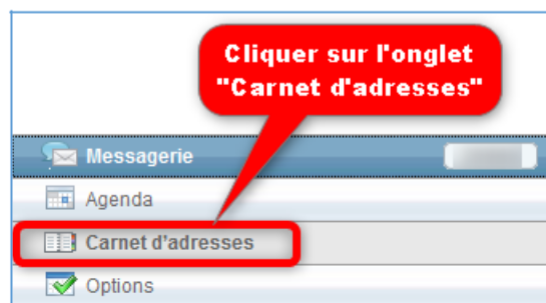 Cliquer sur l'onglet
"Carnet d'adresses"
Messagerie
Agenda
Carnet d'adresses
Options